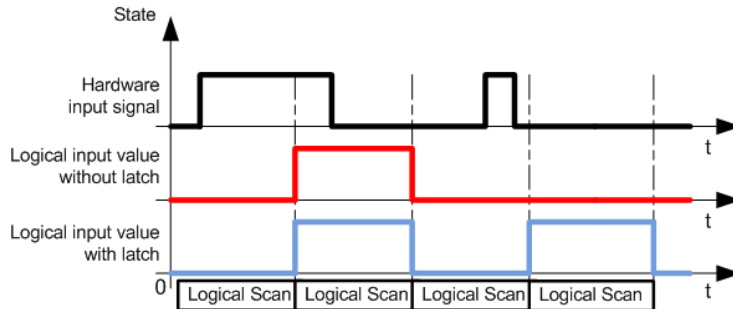 State
Hardware
input signal
t
Logical input value
without latch
t
Logical input value
with latch
0
t
Logical Scan
Logical Scan
Logical Scan
Logical Scan